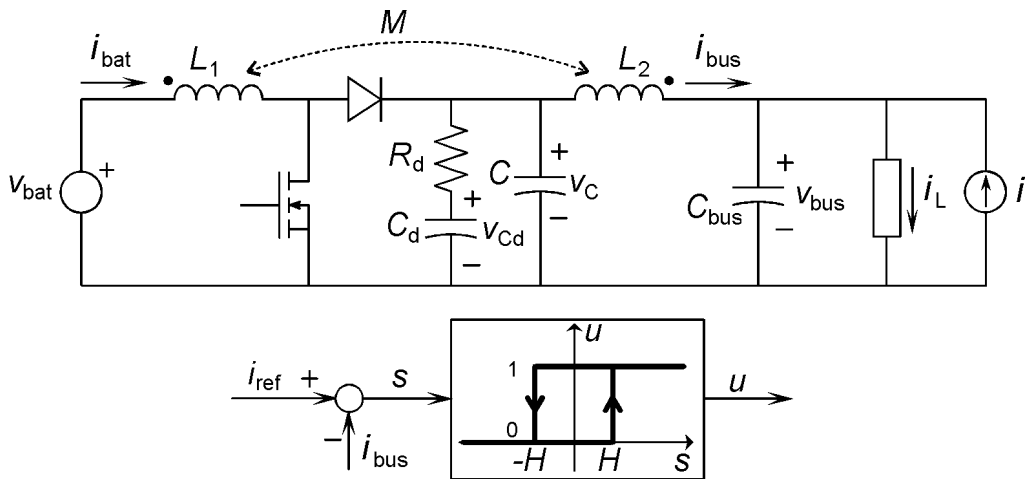 M
i_bat L_1 L_2 i_bus
v_bat + R_d C + v_C − + C_d v_Cd − C_bus + v_bus − i_L i
u
i_ref + s 1 u
0
− i_bus -H H s